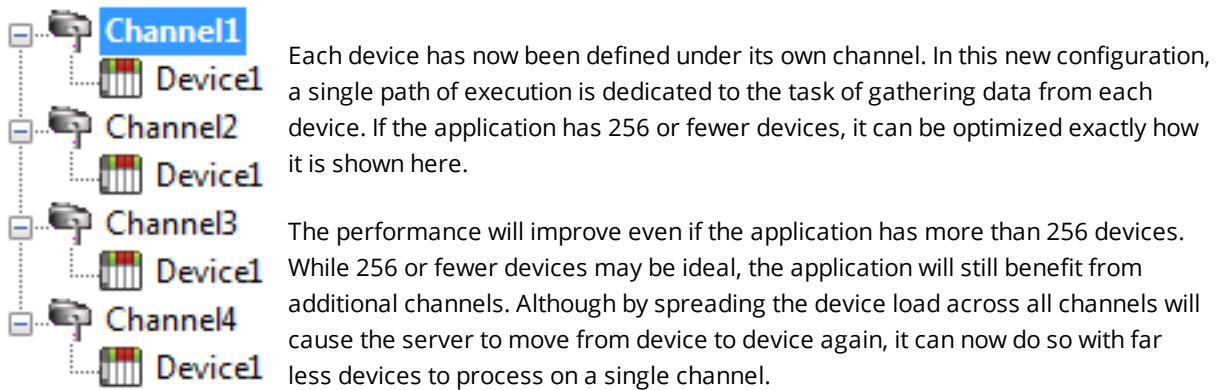 Channel1
Device1
Channel2
Device1
Channel3
Device1
Channel4
Device1
Each device has now been defined under its own channel. In this new configuration,
a single path of execution is dedicated to the task of gathering data from each
device. If the application has 256 or fewer devices, it can be optimized exactly how
it is shown here.
The performance will improve even if the application has more than 256 devices.
While 256 or fewer devices may be ideal, the application will still benefit from
additional channels. Although by spreading the device load across all channels will
cause the server to move from device to device again, it can now do so with far
less devices to process on a single channel.